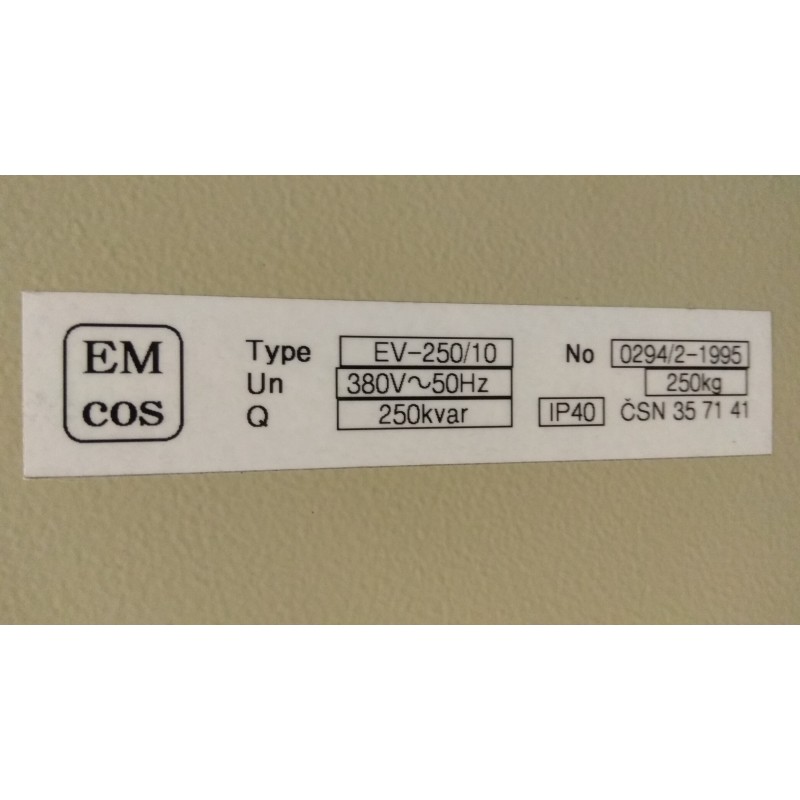 EM
cos
Type EV-250/10 No 0294/2-1995
Un 380V~50Hz 250kg
Q 250kvar IP40 ČSN 35 71 41